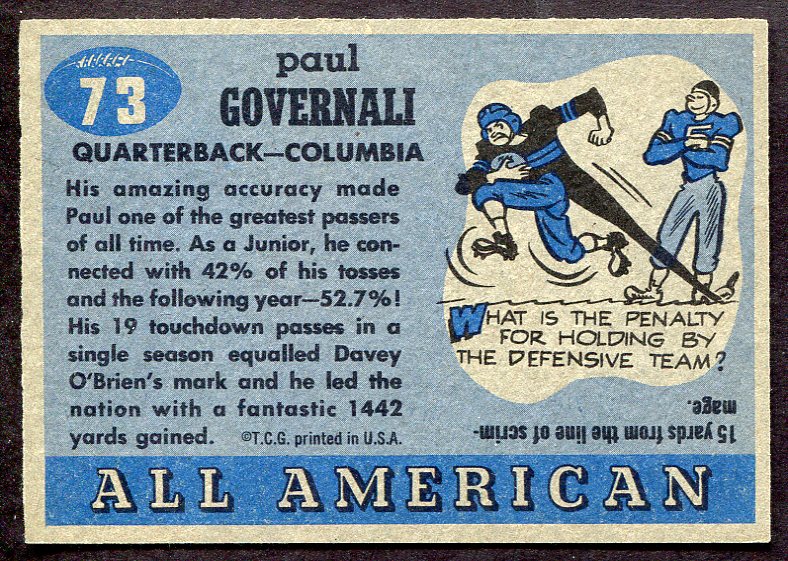 73
paul
GOVERNALI
QUARTERBACK—COLUMBIA
His amazing accuracy made
Paul one of the greatest passers
of all time. As a Junior, he con-
nected with 42% of his tosses
and the following year—52.7%!
His 19 touchdown passes in a
single season equalled Davey
O'Brien's mark and he led the
nation with a fantastic 1442
yards gained. ©T.C.G. printed in U.S.A.
WHAT IS THE PENALTY
FOR HOLDING BY
THE DEFENSIVE TEAM?
15 yards from the line of scrim-
mage.
ALL AMERICAN